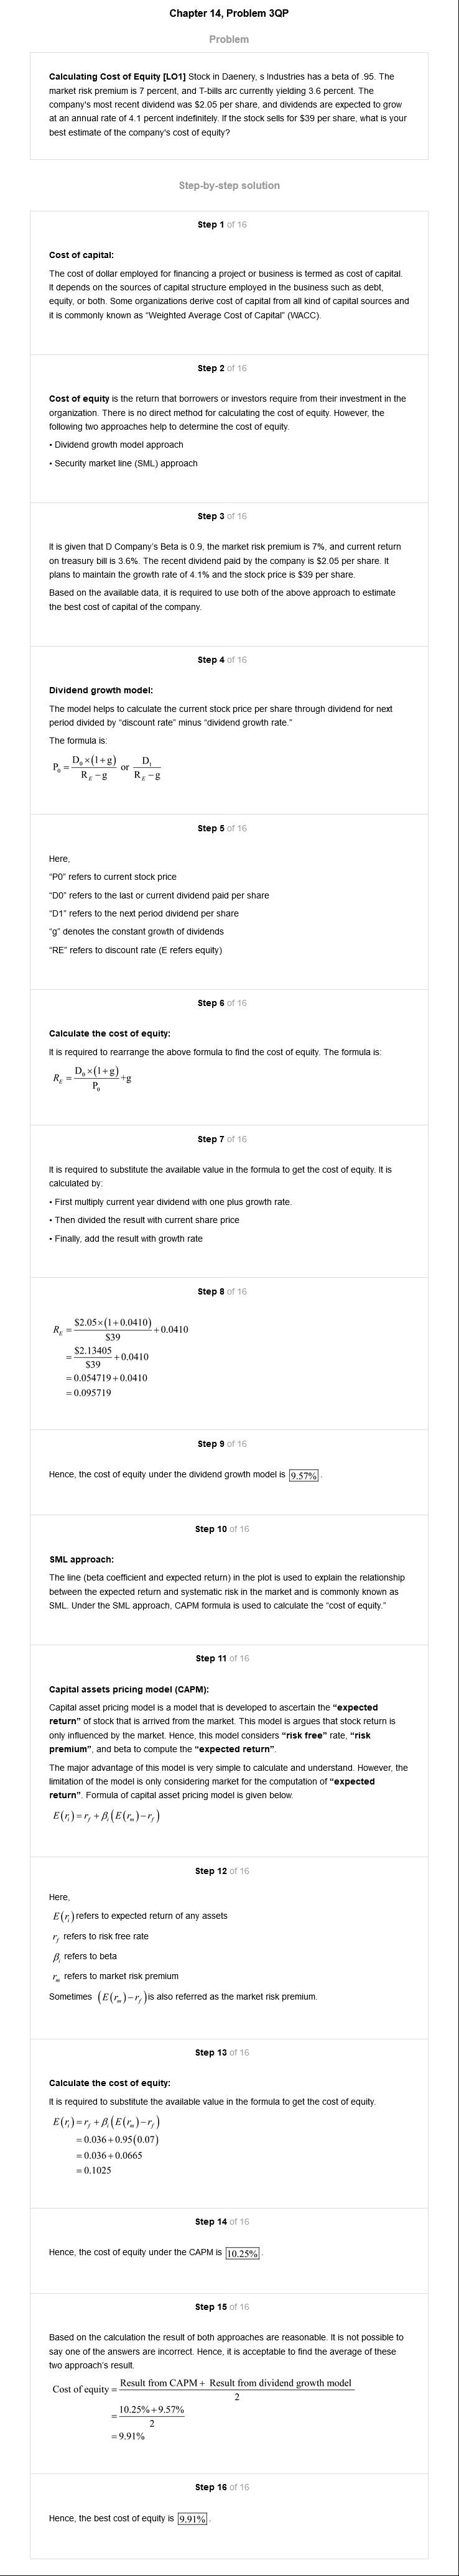 Chapter 14, Problem 3QP
Problem
Calculating Cost of Equity [LO1] Stock in Daenery, s Industries has a beta of .95. The
market risk premium is 7 percent, and T-bills arc currently yielding 3.6 percent. The
company's most recent dividend was $2.05 per share, and dividends are expected to grow
at an annual rate of 4.1 percent indefinitely. If the stock sells for $39 per share, what is your
best estimate of the company's cost of equity?
Step-by-step solution
Step 1 of 16
Cost of capital:
The cost of dollar employed for financing a project or business is termed as cost of capital.
It depends on the sources of capital structure employed in the business such as debt,
equity, or both. Some organizations derive cost of capital from all kind of capital sources and
it is commonly known as “Weighted Average Cost of Capital” (WACC).
Step 2 of 16
Cost of equity is the return that borrowers or investors require from their investment in the
organization. There is no direct method for calculating the cost of equity. However, the
following two approaches help to determine the cost of equity.
• Dividend growth model approach
• Security market line (SML) approach
Step 3 of 16
It is given that D Company’s Beta is 0.9, the market risk premium is 7%, and current return
on treasury bill is 3.6%. The recent dividend paid by the company is $2.05 per share. It
plans to maintain the growth rate of 4.1% and the stock price is $39 per share.
Based on the available data, it is required to use both of the above approach to estimate
the best cost of capital of the company.
Step 4 of 16
Dividend growth model:
The model helps to calculate the current stock price per share through dividend for next
period divided by “discount rate” minus “dividend growth rate.”
The formula is:
P₀ = D₀×(1+g) / (R_E − g) or D₁ / (R_E − g)
Step 5 of 16
Here,
“P0” refers to current stock price
“D0” refers to the last or current dividend paid per share
“D1” refers to the next period dividend per share
“g” denotes the constant growth of dividends
“RE” refers to discount rate (E refers equity)
Step 6 of 16
Calculate the cost of equity:
It is required to rearrange the above formula to find the cost of equity. The formula is:
R_E = D₀×(1+g) / P₀ +g
Step 7 of 16
It is required to substitute the available value in the formula to get the cost of equity. It is
calculated by:
• First multiply current year dividend with one plus growth rate.
• Then divided the result with current share price
• Finally, add the result with growth rate
Step 8 of 16
R_E = $2.05×(1+0.0410) / $39 + 0.0410
= $2.13405 / $39 + 0.0410
= 0.054719 + 0.0410
= 0.095719
Step 9 of 16
Hence, the cost of equity under the dividend growth model is 9.57%.
Step 10 of 16
SML approach:
The line (beta coefficient and expected return) in the plot is used to explain the relationship
between the expected return and systematic risk in the market and is commonly known as
SML. Under the SML approach, CAPM formula is used to calculate the “cost of equity.”
Step 11 of 16
Capital assets pricing model (CAPM):
Capital asset pricing model is a model that is developed to ascertain the “expected
return” of stock that is arrived from the market. This model is argues that stock return is
only influenced by the market. Hence, this model considers “risk free” rate, “risk
premium”, and beta to compute the “expected return”.
The major advantage of this model is very simple to calculate and understand. However, the
limitation of the model is only considering market for the computation of “expected
return”. Formula of capital asset pricing model is given below.
E(r_i) = r_f + β_i(E(r_m) − r_f)
Step 12 of 16
Here,
E(r_i) refers to expected return of any assets
r_f refers to risk free rate
β_i refers to beta
r_m refers to market risk premium
Sometimes (E(r_m) − r_f) is also referred as the market risk premium.
Step 13 of 16
Calculate the cost of equity:
It is required to substitute the available value in the formula to get the cost of equity.
E(r_i) = r_f + β_i(E(r_m) − r_f)
= 0.036 + 0.95(0.07)
= 0.036 + 0.0665
= 0.1025
Step 14 of 16
Hence, the cost of equity under the CAPM is 10.25%.
Step 15 of 16
Based on the calculation the result of both approaches are reasonable. It is not possible to
say one of the answers are incorrect. Hence, it is acceptable to find the average of these
two approach’s result.
Cost of equity = Result from CAPM + Result from dividend growth model / 2
= 10.25% + 9.57% / 2
= 9.91%
Step 16 of 16
Hence, the best cost of equity is 9.91%.